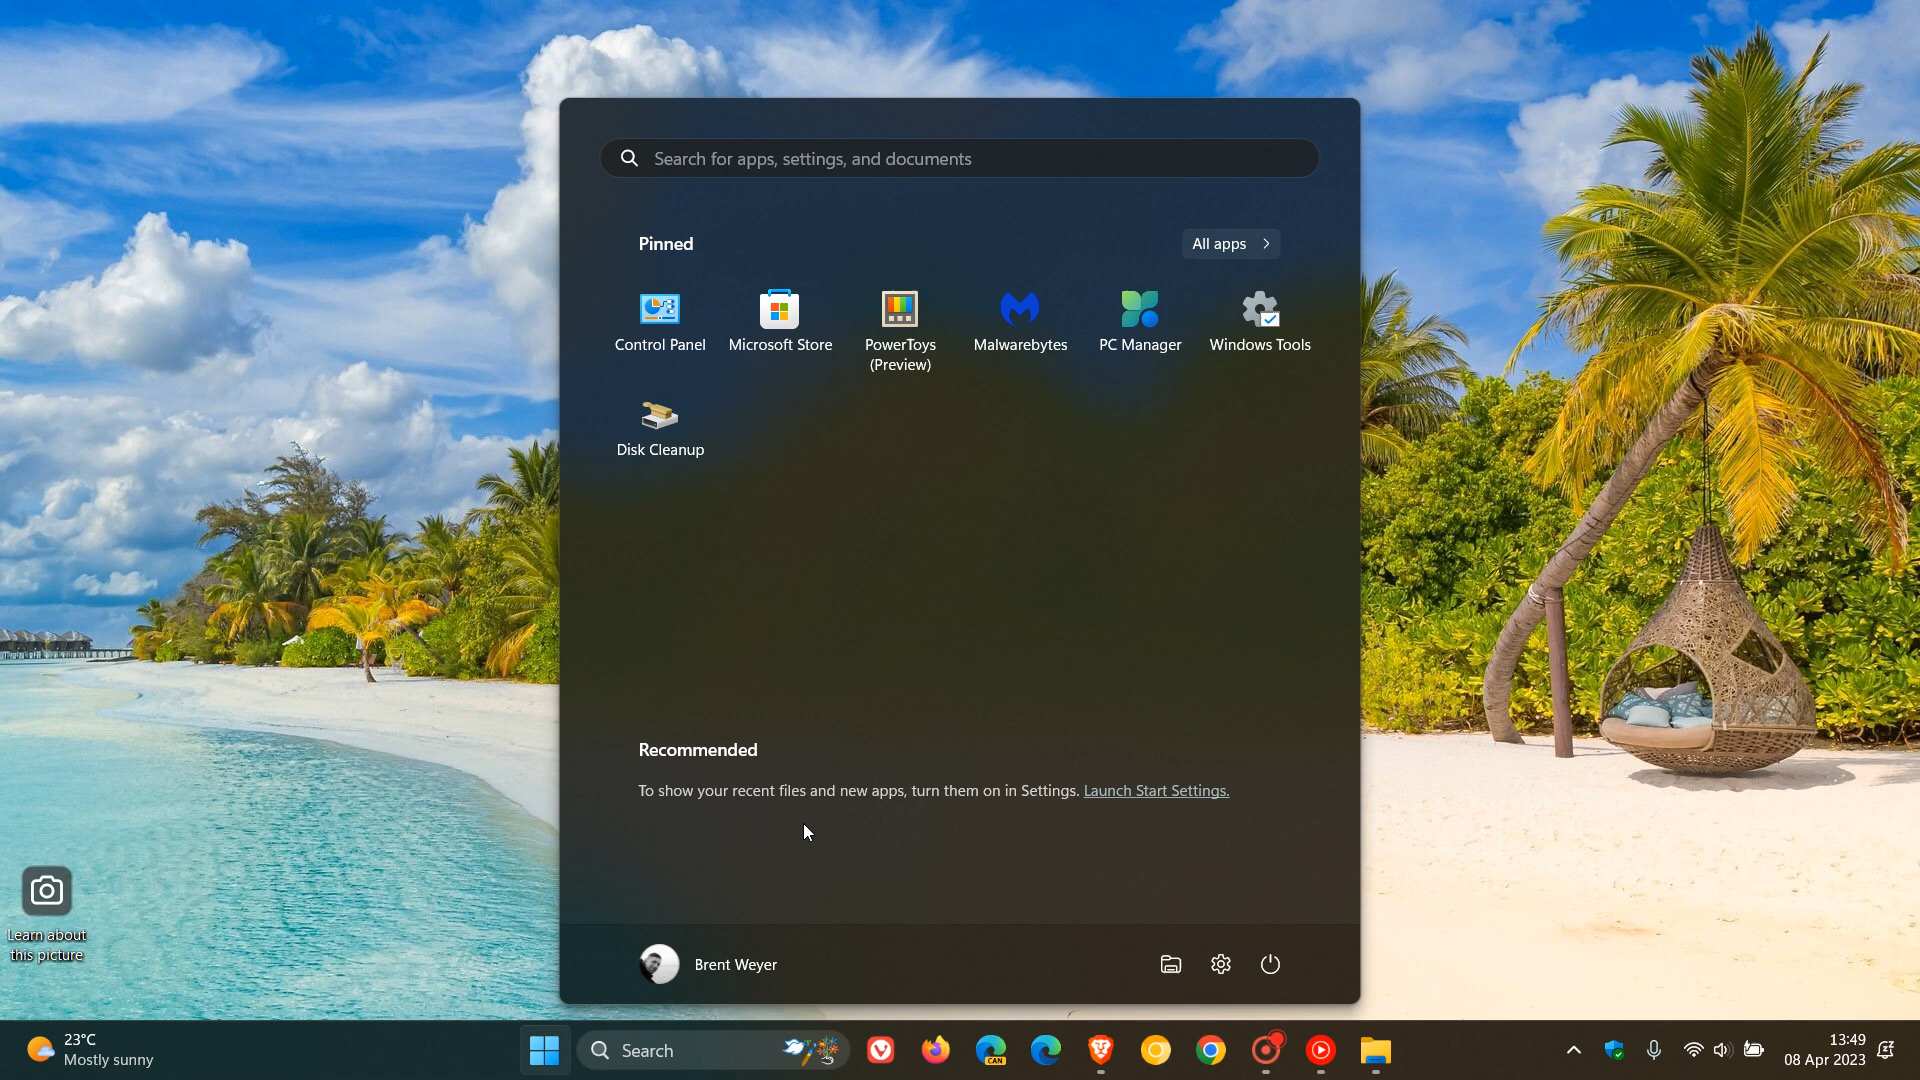 Search for apps, settings, and documents
Pinned
All apps
Control Panel
Microsoft Store
PowerToys
(Preview)
Malwarebytes
PC Manager
Windows Tools
Disk Cleanup
Recommended
To show your recent files and new apps, turn them on in Settings. Launch Start Settings.
Learn about
this picture
Brent Weyer
23°C
Mostly sunny
Search
CAN
13:49
08 Apr 2023